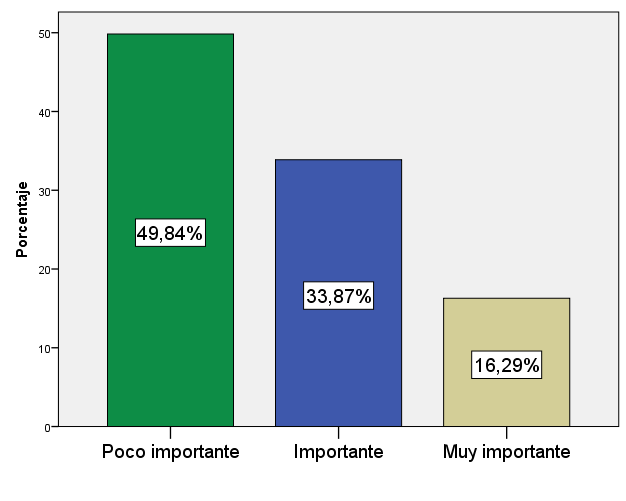 Porcentaje
50
40
30
20
10
0
49,84%
33,87%
16,29%
Poco importante
Importante
Muy importante